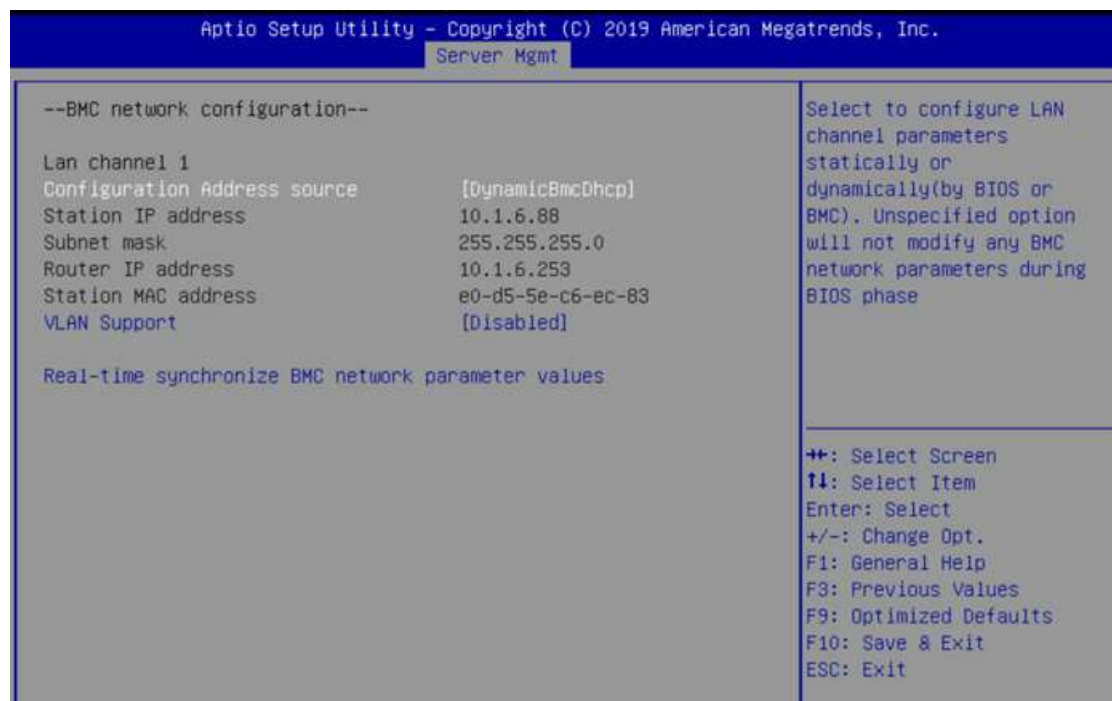 Aptio Setup Utility – Copyright (C) 2019 American Megatrends, Inc.
Server Mgmt
--BMC network configuration--
Lan channel 1
Configuration Address source [DynamicBmcDhcp]
Station IP address 10.1.6.88
Subnet mask 255.255.255.0
Router IP address 10.1.6.253
Station MAC address e0-d5-5e-c6-ec-83
VLAN Support [Disabled]
Real-time synchronize BMC network parameter values
Select to configure LAN
channel parameters
statically or
dynamically(by BIOS or
BMC). Unspecified option
will not modify any BMC
network parameters during
BIOS phase
→←: Select Screen
↑↓: Select Item
Enter: Select
+/-: Change Opt.
F1: General Help
F3: Previous Values
F9: Optimized Defaults
F10: Save & Exit
ESC: Exit